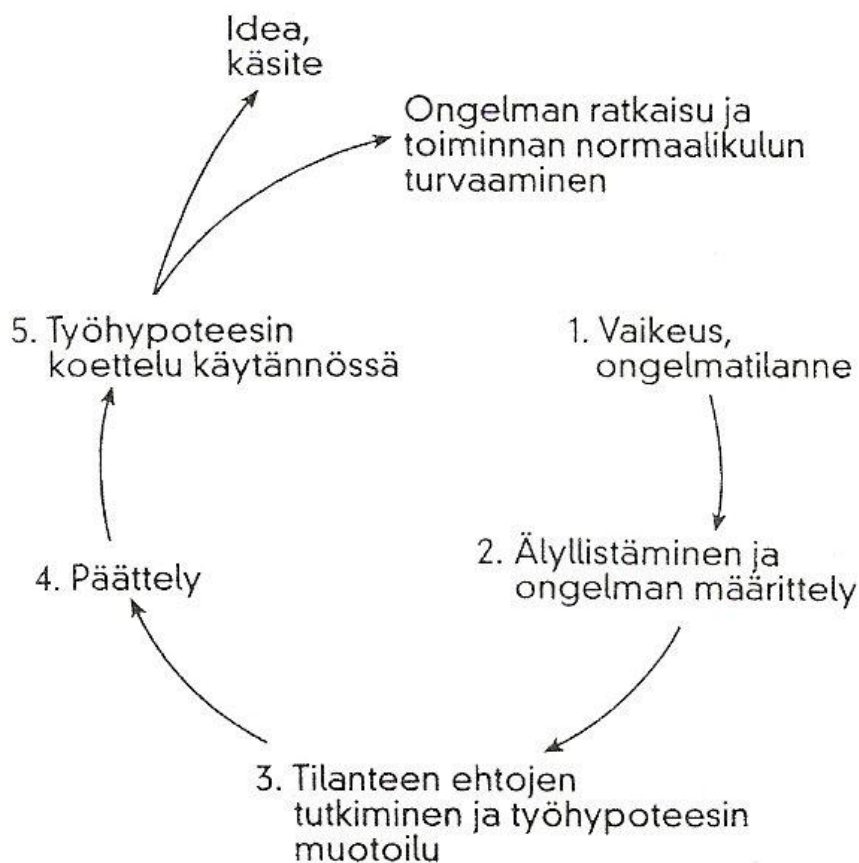 Idea,
käsite
Ongelman ratkaisu ja
toiminnan normaalikulun
turvaaminen
5. Työhypoteesin
koettelu käytännössä
1. Vaikeus,
ongelmatilanne
2. Älyllistäminen ja
ongelman määrittely
4. Päättely
3. Tilanteen ehtojen
tutkiminen ja työhypoteesin
muotoilu